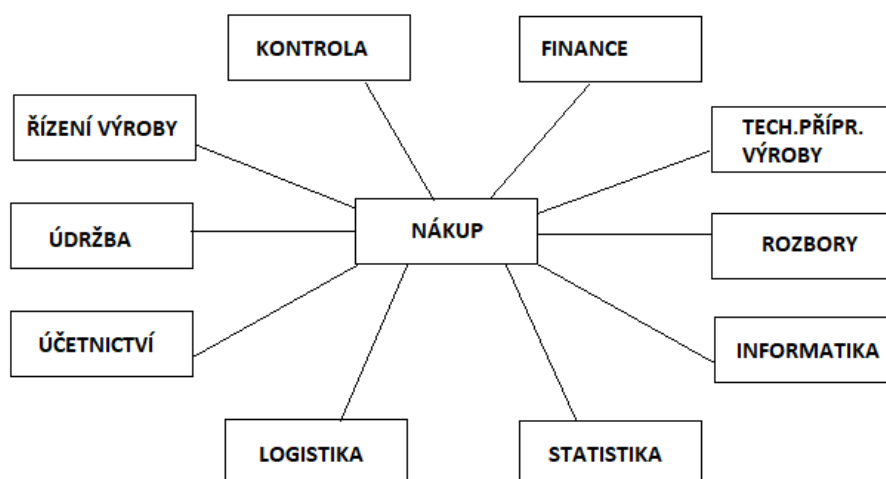 KONTROLA
FINANCE
ŘÍZENÍ VÝROBY
TECH.PŘÍPR.
VÝROBY
NÁKUP
ÚDRŽBA
ROZBORY
ÚČETNICTVÍ
INFORMATIKA
LOGISTIKA
STATISTIKA